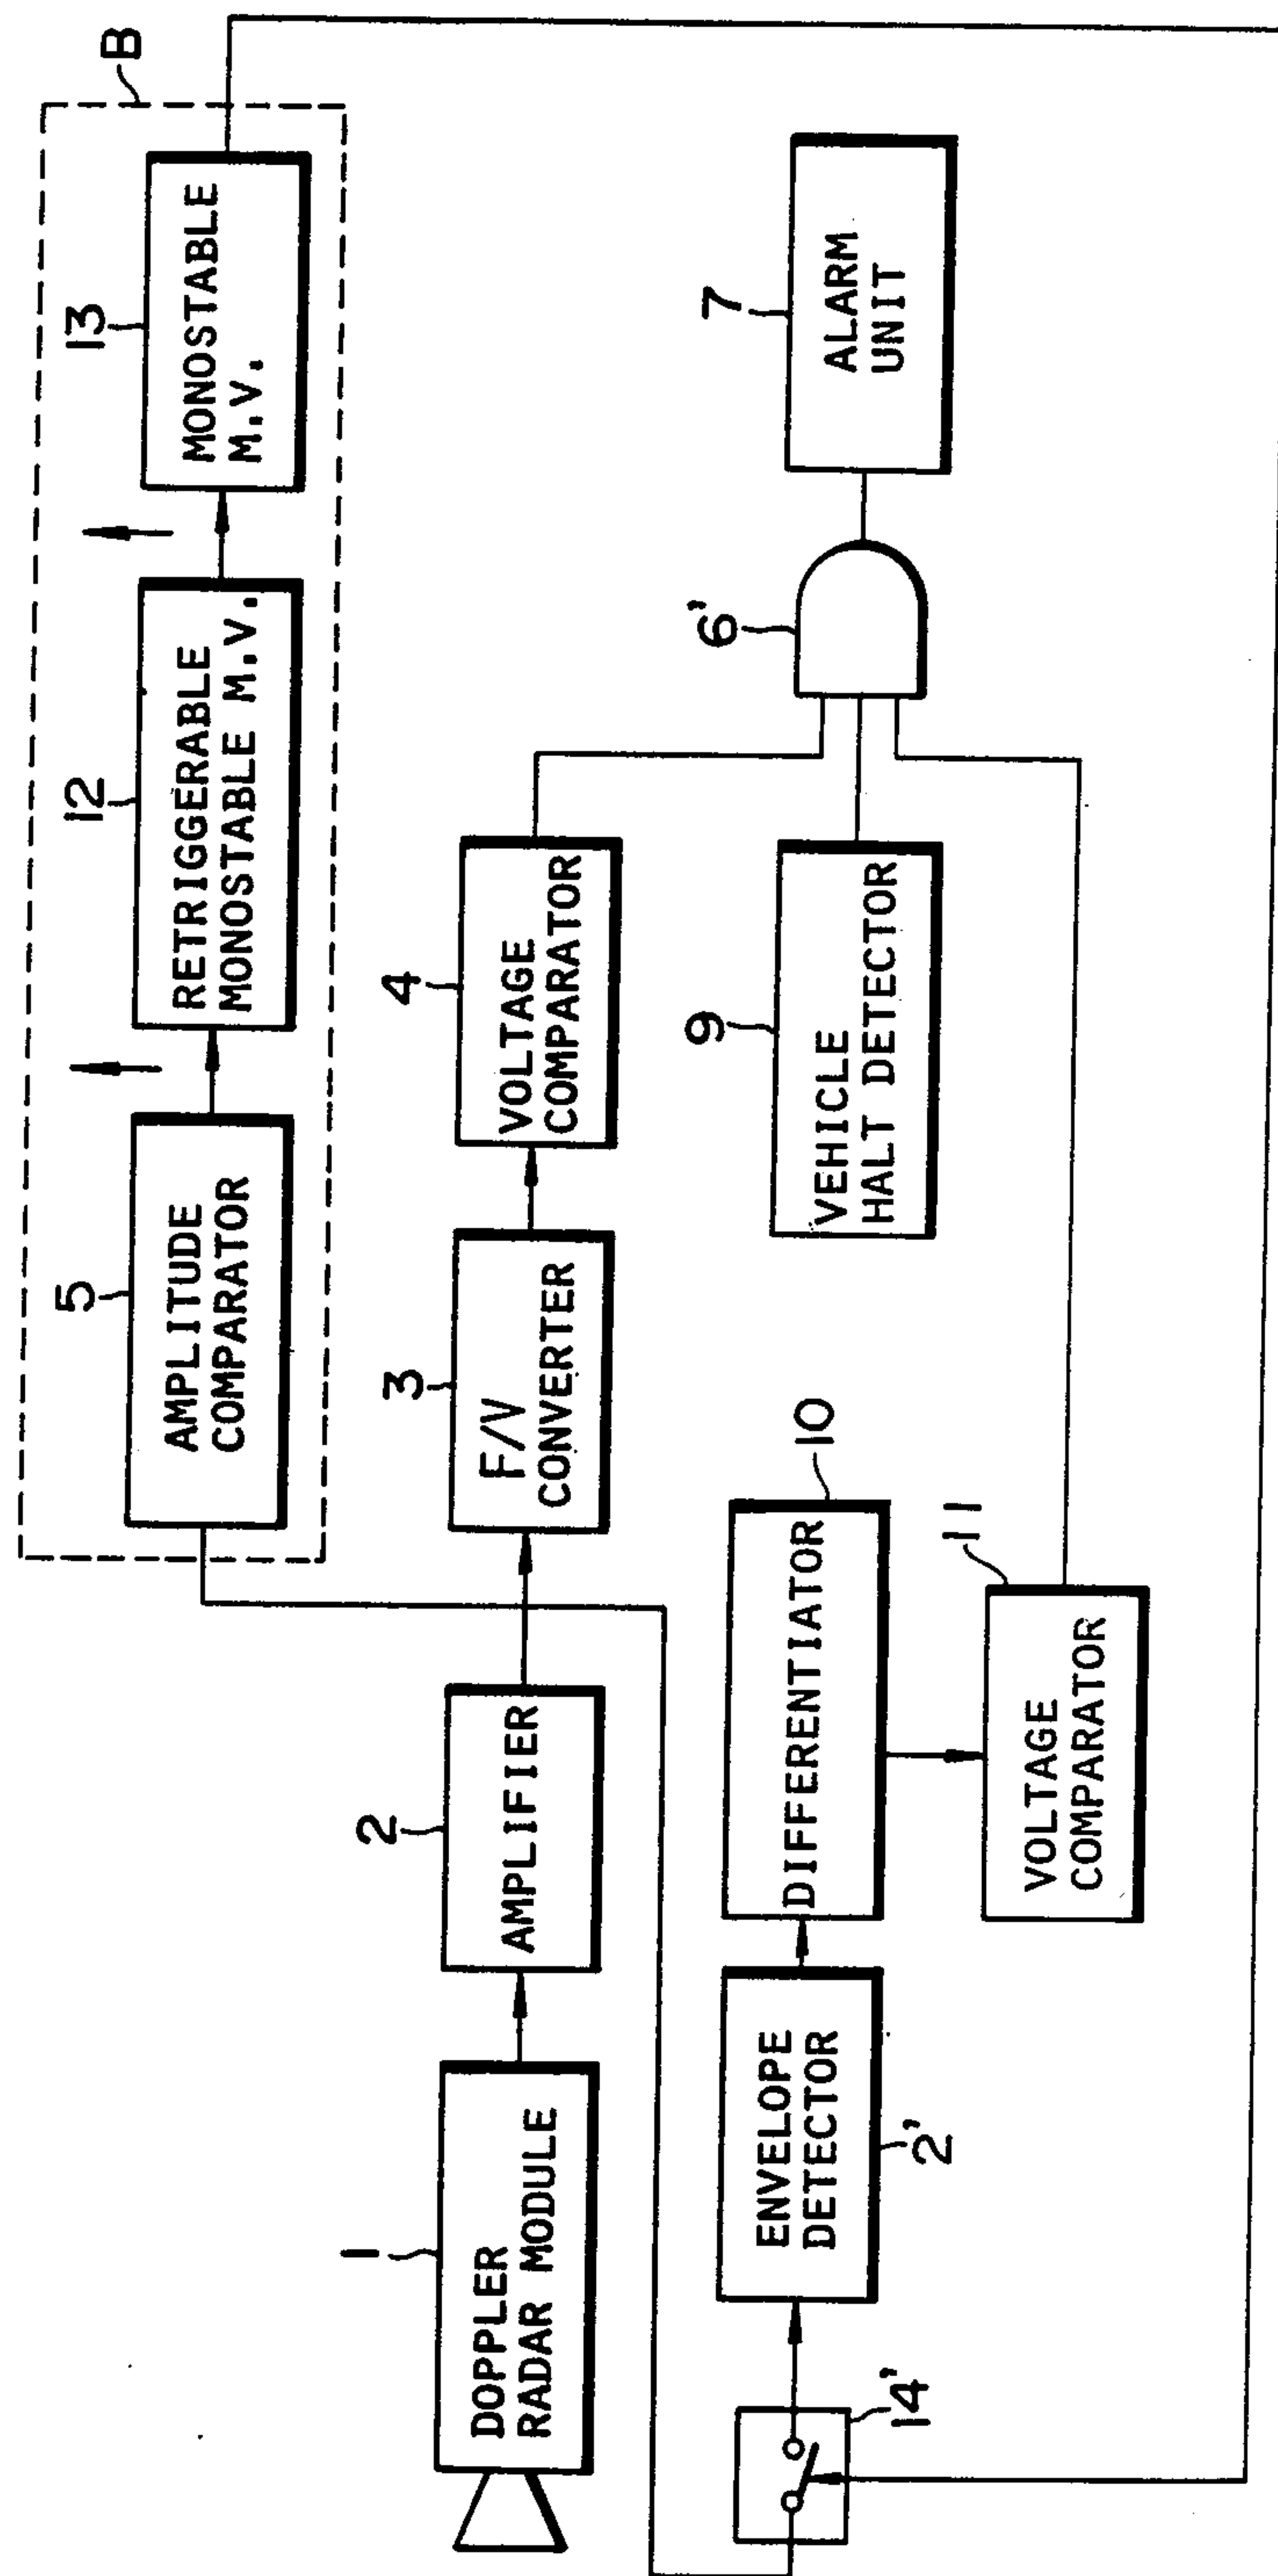 B
5
AMPLITUDE
COMPARATOR
12
RETRIGGERABLE
MONOSTABLE M.V.
13
MONOSTABLE
M.V.
1
DOPPLER
RADAR MODULE
2
AMPLIFIER
3
F/V
CONVERTER
4
VOLTAGE
COMPARATOR
14'
ENVELOPE
DETECTOR
2'
DIFFERENTIATOR
10
VOLTAGE
COMPARATOR
11
9
VEHICLE
HALT DETECTOR
6'
7
ALARM
UNIT